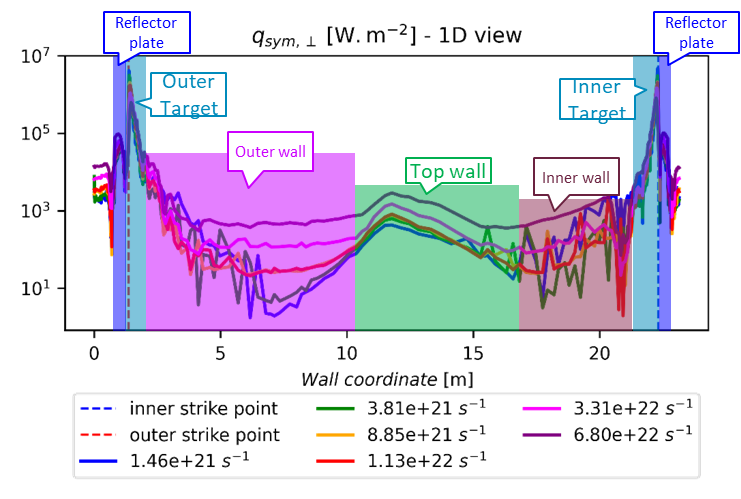 Reflector
plate
q_{sym, ⊥} [W. m^{−2}] - 1D view
Reflector
plate
Outer
Target
Inner
Target
Outer wall
Top wall
Inner wall
10^7
10^5
10^3
10^1
0 5 10 15 20
Wall coordinate [m]
inner strike point
outer strike point
1.46e+21 s^{−1}
3.81e+21 s^{−1}
8.85e+21 s^{−1}
1.13e+22 s^{−1}
3.31e+22 s^{−1}
6.80e+22 s^{−1}